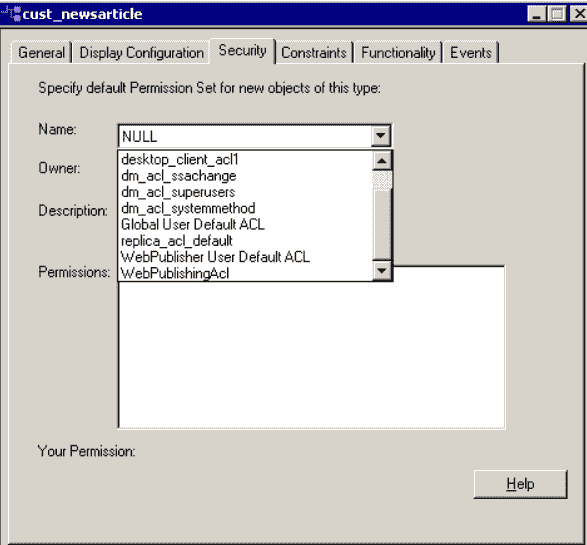 cust_newsarticle
General Display Configuration Security Constraints Functionality Events
Specify default Permission Set for new objects of this type:
Name: NULL
desktop_client_acl1
Owner:
dm_acl_ssachange
dm_acl_superusers
Description: dm_acl_systemmethod
Global User Default ACL
replica_acl_default
WebPublisher User Default ACL
Permissions: WebPublishingAcl
Your Permission:
Help